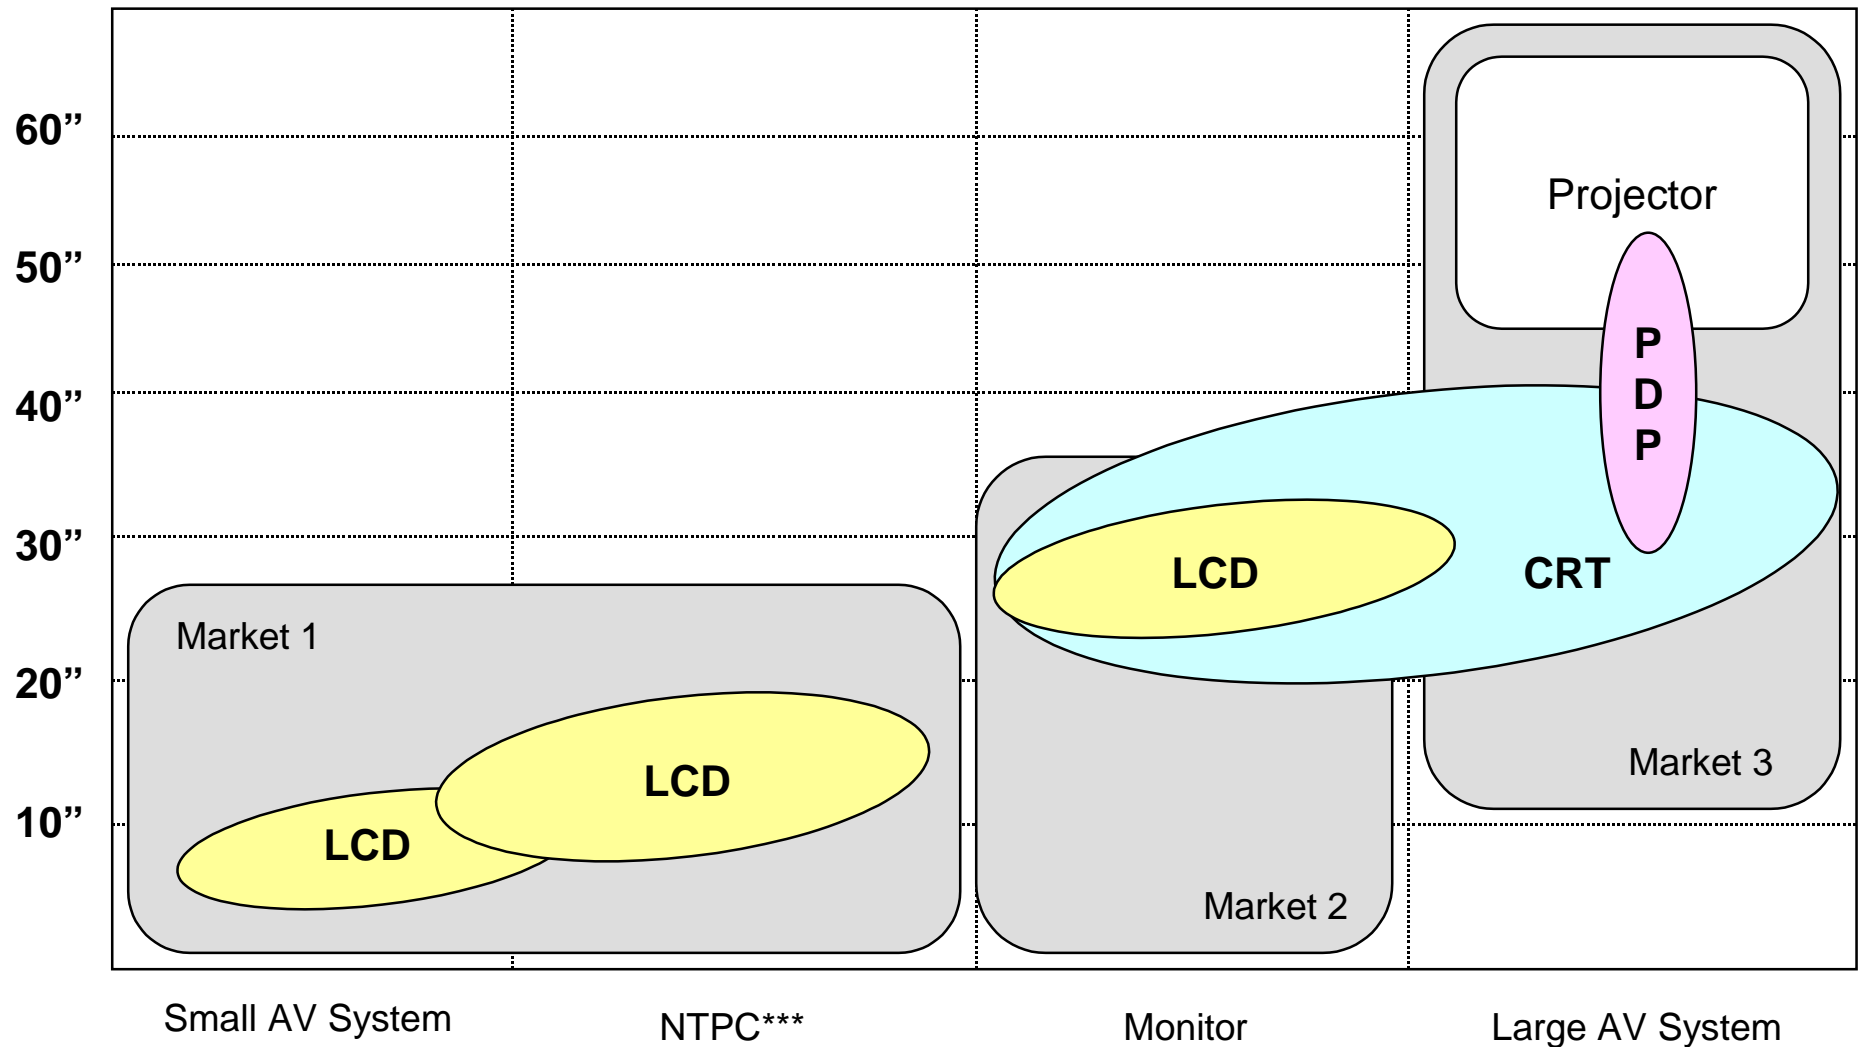 60”
Projector
50”
P
D
P
40”
30”
LCD
CRT
Market 1
20”
LCD
Market 3
10”
LCD
Market 2
Small AV System
NTPC***
Monitor
Large AV System